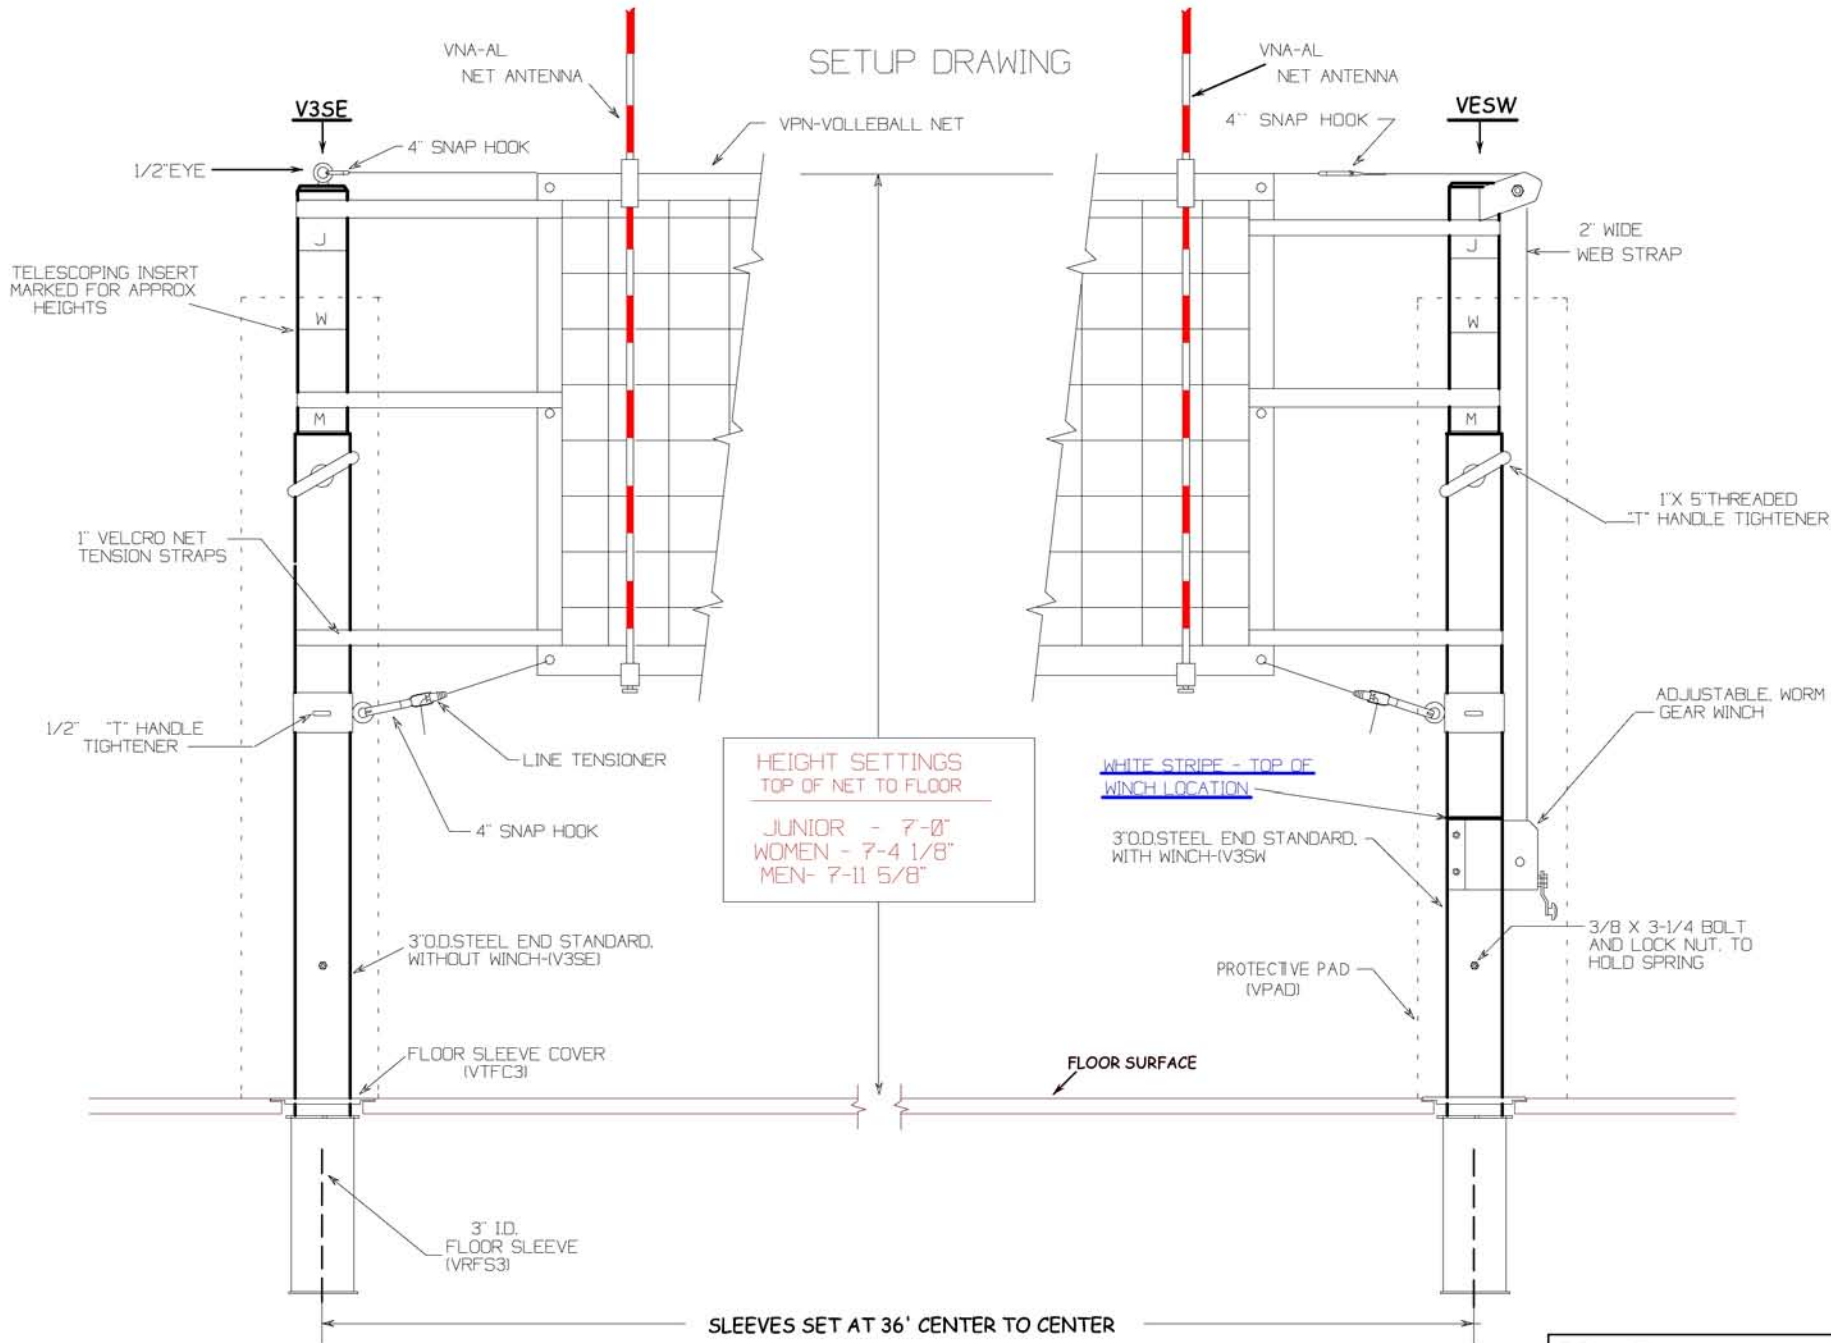 SETUP DRAWING
VNA-AL
NET ANTENNA
VNA-AL
NET ANTENNA
V3SE
VESW
4" SNAP HOOK
VPN-VOLLEBALL NET
4" SNAP HOOK
1/2"EYE
J
J
2" WIDE
WEB STRAP
TELESCOPING INSERT
MARKED FOR APPROX
HEIGHTS
W
W
M
M
1" VELCRO NET
TENSION STRAPS
1"X 5"THREADED
"T" HANDLE TIGHTENER
1/2" "T" HANDLE
TIGHTENER
LINE TENSIONER
ADJUSTABLE. WORM
GEAR WINCH
HEIGHT SETTINGS
TOP OF NET TO FLOOR
JUNIOR - 7'-0"
WOMEN - 7-4 1/8"
MEN- 7-11 5/8"
WHITE STRIPE - TOP OF
WINCH LOCATION
4" SNAP HOOK
3"O.D.STEEL END STANDARD.
WITH WINCH-(V3SW
3"O.D.STEEL END STANDARD.
WITHOUT WINCH-(V3SE)
3/8 X 3-1/4 BOLT
AND LOCK NUT. TO
HOLD SPRING
PROTECTIVE PAD
(VPAD)
FLOOR SLEEVE COVER
(VTFC3)
FLOOR SURFACE
3" I.D.
FLOOR SLEEVE
(VRFS3)
SLEEVES SET AT 36' CENTER TO CENTER